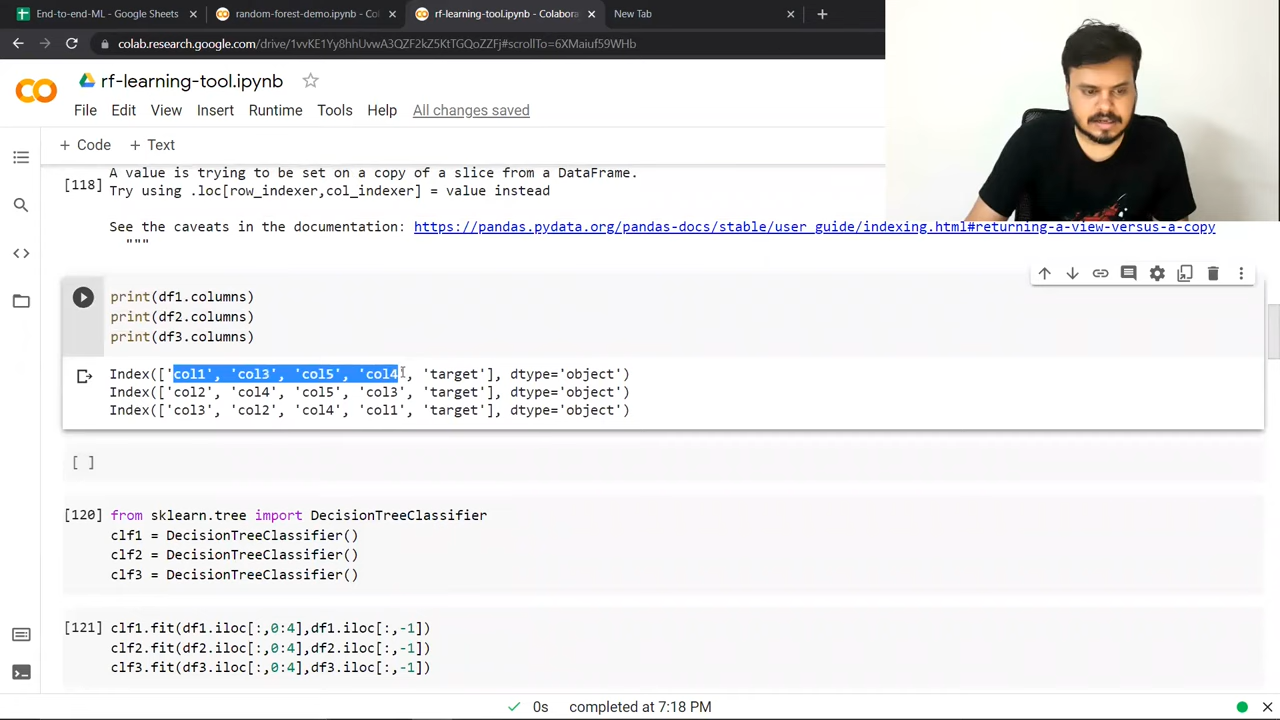 End-to-end-ML - Google Sheets
random-forest-demo.ipynb - Col
rf-learning-tool.ipynb - Colabora
New Tab
colab.research.google.com/drive/1vvKE1Yy8hhUvwA3QZF2kZ5KtTGQoZZFj#scrollTo=6XMaiuf59WHb
rf-learning-tool.ipynb
File Edit View Insert Runtime Tools Help All changes saved
+ Code + Text
A value is trying to be set on a copy of a slice from a DataFrame.
[118] Try using .loc[row_indexer,col_indexer] = value instead
See the caveats in the documentation: https://pandas.pydata.org/pandas-docs/stable/user_guide/indexing.html#returning-a-view-versus-a-copy
"""
print(df1.columns)
print(df2.columns)
print(df3.columns)
Index(['col1', 'col3', 'col5', 'col4', 'target'], dtype='object')
Index(['col2', 'col4', 'col5', 'col3', 'target'], dtype='object')
Index(['col3', 'col2', 'col4', 'col1', 'target'], dtype='object')
[ ]
[120] from sklearn.tree import DecisionTreeClassifier
clf1 = DecisionTreeClassifier()
clf2 = DecisionTreeClassifier()
clf3 = DecisionTreeClassifier()
[121] clf1.fit(df1.iloc[:,0:4],df1.iloc[:,-1])
clf2.fit(df2.iloc[:,0:4],df2.iloc[:,-1])
clf3.fit(df3.iloc[:,0:4],df3.iloc[:,-1])
0s completed at 7:18 PM